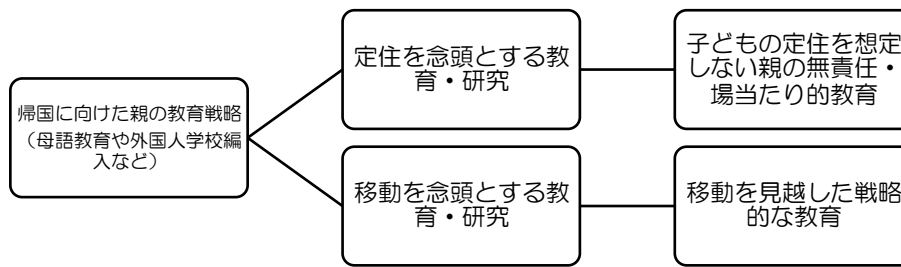 帰国に向けた親の教育戦略
（母語教育や外国人学校編
入など）
定住を念頭とする教
育・研究
子どもの定住を想定
しない親の無責任・
場当たり的教育
移動を念頭とする教
育・研究
移動を見越した戦略
的な教育